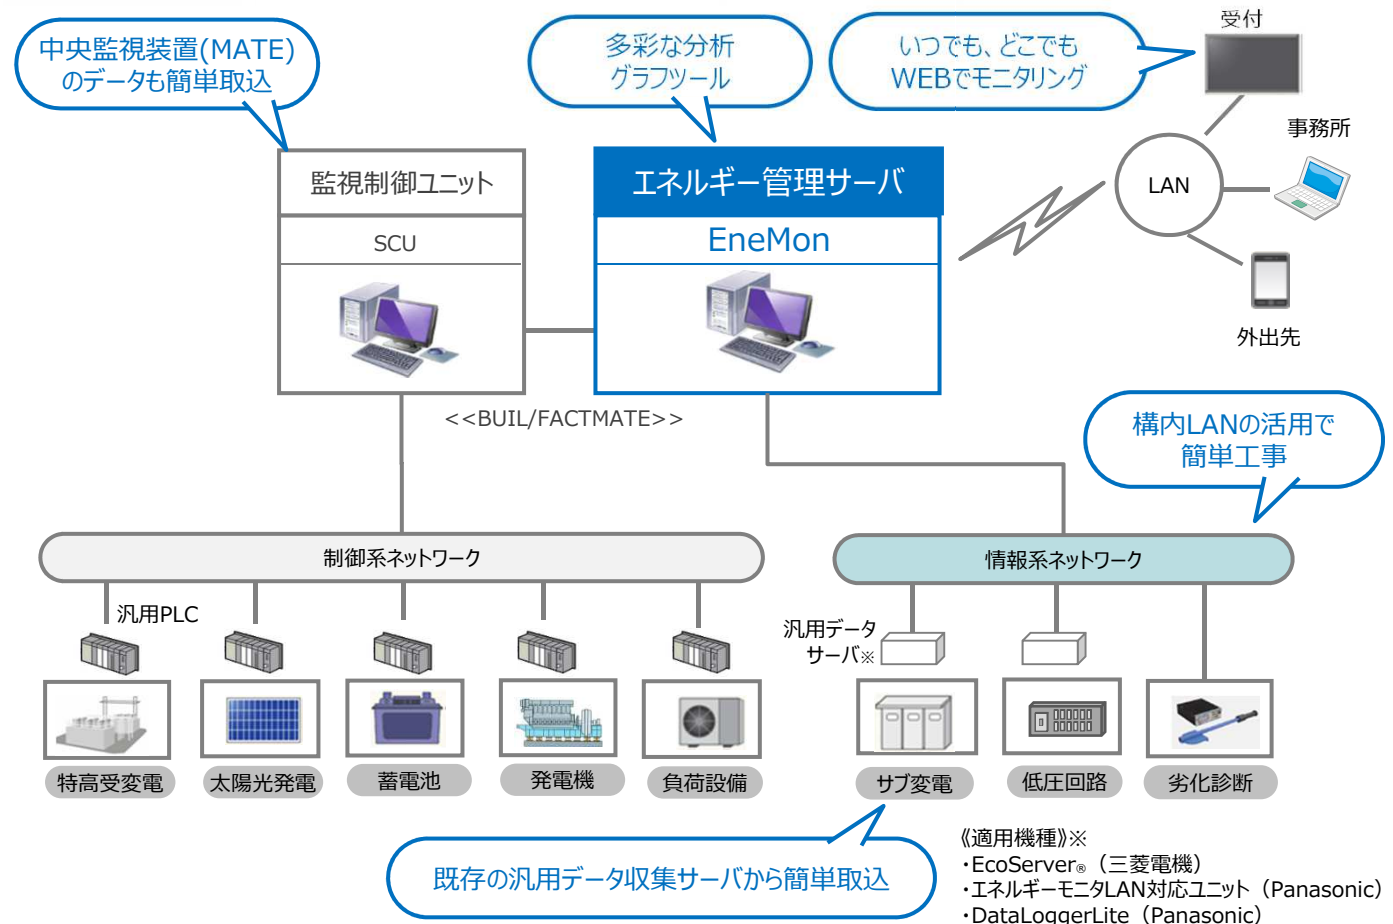 受付
中央監視装置(MATE)
のデータも簡単取込
多彩な分析
グラフツール
いつでも、どこでも
WEBでモニタリング
事務所
監視制御ユニット
エネルギー管理サーバ
LAN
SCU
EneMon
外出先
<<BUIL/FACTMATE>>
構内LANの活用で
簡単工事
制御系ネットワーク
情報系ネットワーク
汎用PLC
汎用データ
サーバ※
特高受変電
太陽光発電
蓄電池
発電機
負荷設備
サブ変電
低圧回路
劣化診断
既存の汎用データ収集サーバから簡単取込
《適用機種》※
・EcoServer®（三菱電機）
・エネルギーモニタLAN対応ユニット（Panasonic）
・DataLoggerLite（Panasonic）